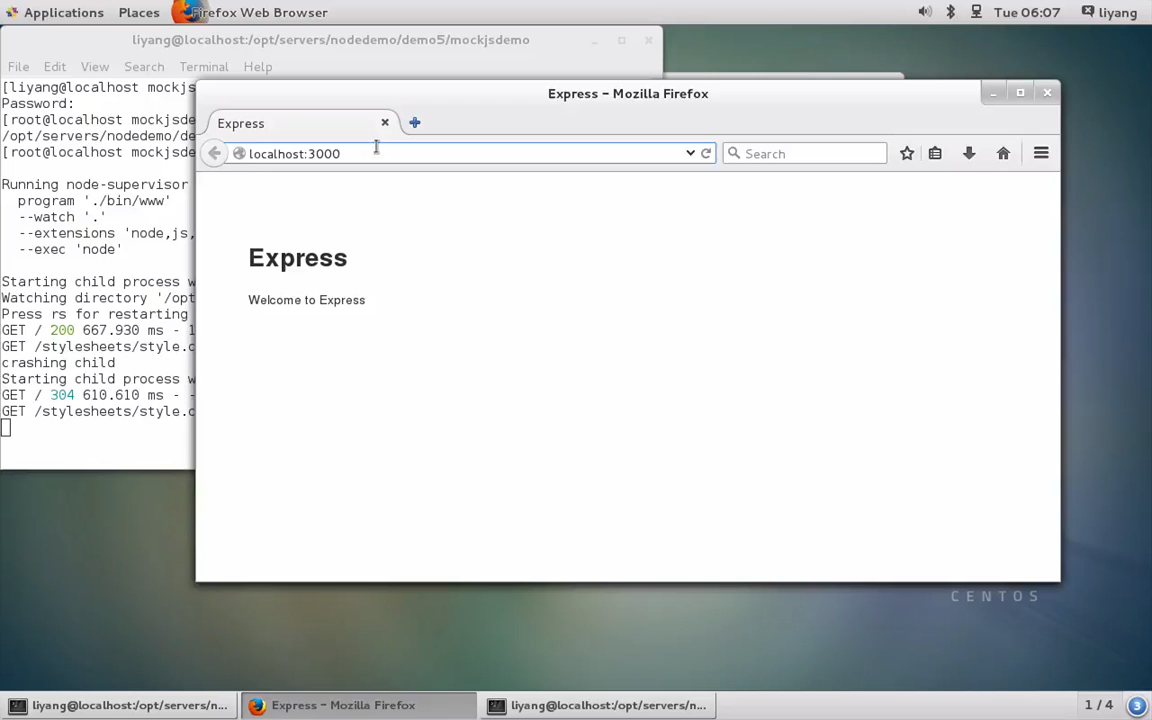 Applications Places Firefox Web Browser Tue 06:07 liyang
liyang@localhost:/opt/servers/nodedemo/demo5/mockjsdemo
File Edit View Search Terminal Help
[liyang@localhost mockjs
Password:
[root@localhost mockjsde
/opt/servers/nodedemo/de
[root@localhost mockjsde
Running node-supervisor
program './bin/www'
--watch '.'
--extensions 'node,js,
--exec 'node'
Starting child process w
Watching directory '/opt
Press rs for restarting
GET / 200 667.930 ms - 1
GET /stylesheets/style.c
crashing child
Starting child process w
GET / 304 610.610 ms - -
GET /stylesheets/style.c
Express - Mozilla Firefox
Express
localhost:3000
Search
Express
Welcome to Express
CENTOS
liyang@localhost:/opt/servers/n... Express - Mozilla Firefox liyang@localhost:/opt/servers/n... 1 / 4 3